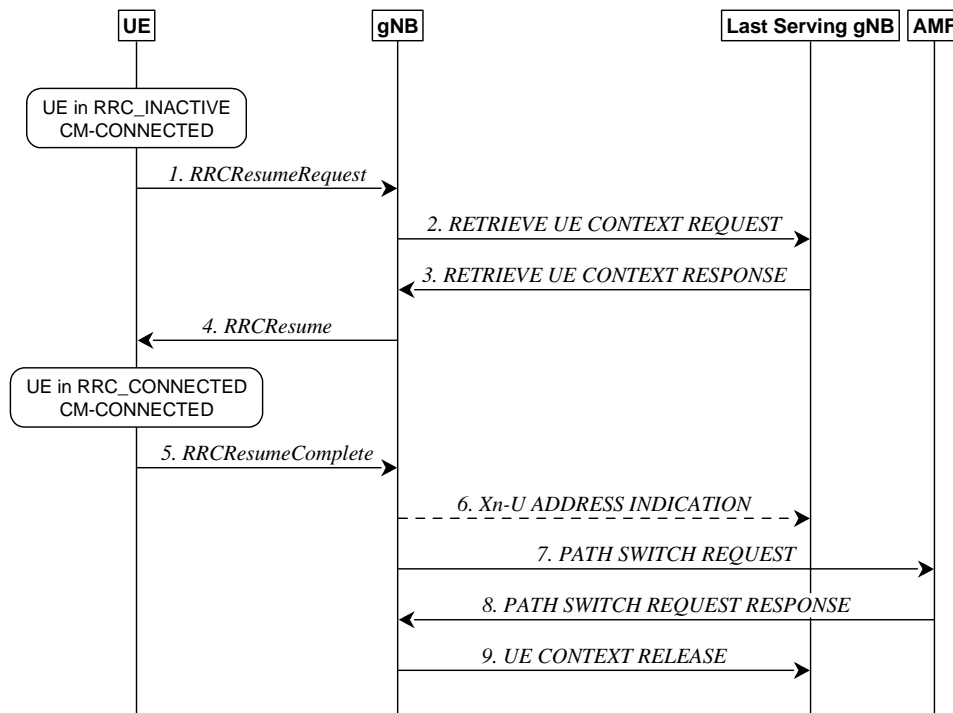 UE gNB Last Serving gNB AMF
UE in RRC_INACTIVE
CM-CONNECTED
1. RRCResumeRequest
2. RETRIEVE UE CONTEXT REQUEST
3. RETRIEVE UE CONTEXT RESPONSE
4. RRCResume
UE in RRC_CONNECTED
CM-CONNECTED
5. RRCResumeComplete
6. Xn-U ADDRESS INDICATION
7. PATH SWITCH REQUEST
8. PATH SWITCH REQUEST RESPONSE
9. UE CONTEXT RELEASE